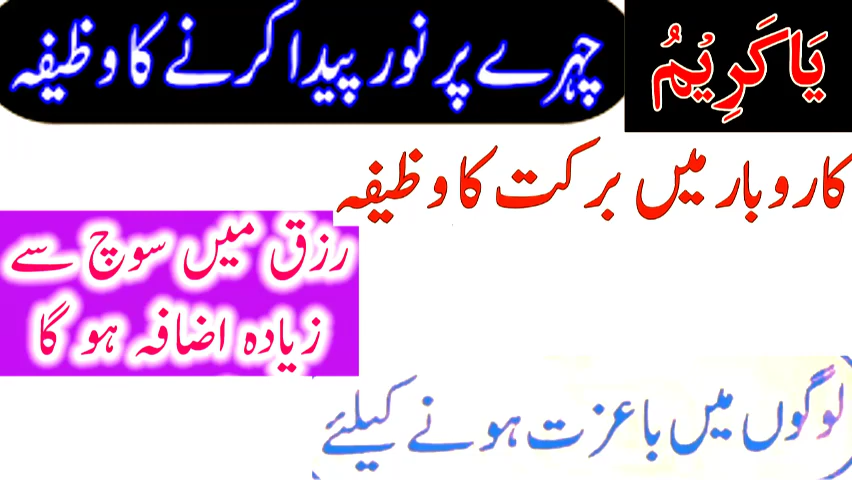 چہرے پر نور پیدا کرنے کا وظیفہ
یَا کَرِیْمُ
کاروبار میں برکت کا وظیفہ
رزق میں سوچ سے
زیادہ اضافہ ہو گا
لوگوں میں باعزت ہونے کیلئے